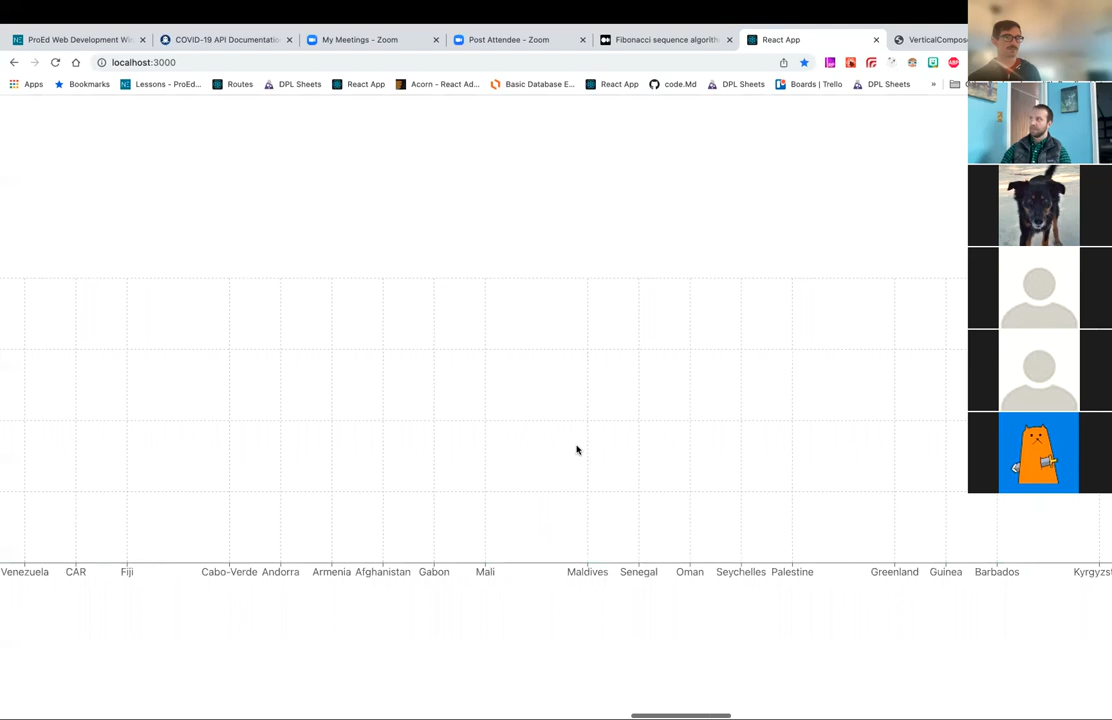 ProEd Web Development Wi
COVID-19 API Documentatio
My Meetings - Zoom
Post Attendee - Zoom
Fibonacci sequence algorith
React App
VerticalCompos
localhost:3000
Apps
Bookmarks
Lessons - ProEd...
Routes
DPL Sheets
React App
Acorn - React Ad...
Basic Database E...
React App
code.Md
DPL Sheets
Boards | Trello
DPL Sheets
Venezuela CAR Fiji Cabo-Verde Andorra Armenia Afghanistan Gabon Mali Maldives Senegal Oman Seychelles Palestine Greenland Guinea Barbados Kyrgyzst